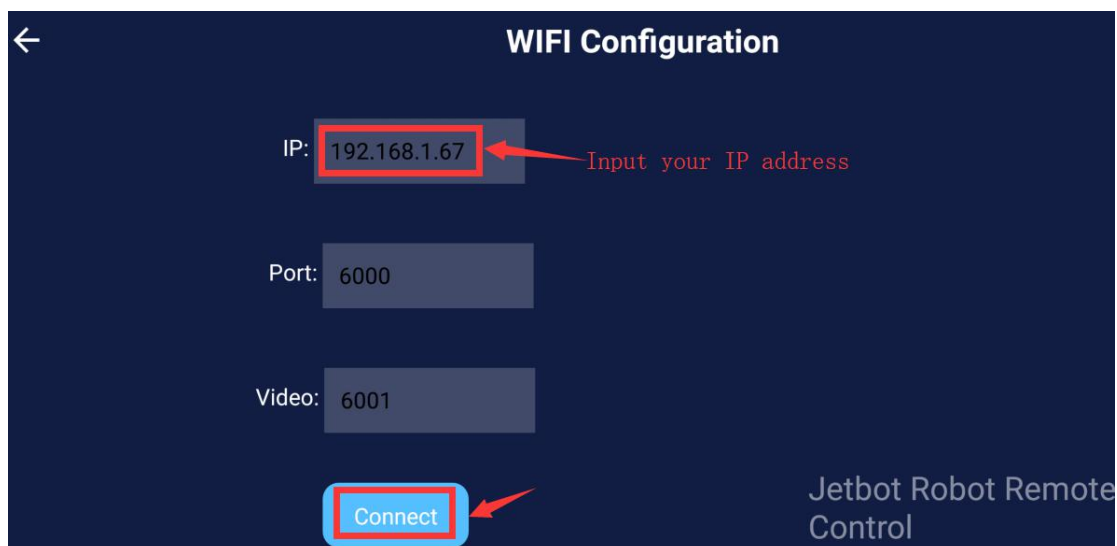 WIFI Configuration
IP: 192.168.1.67
Input your IP address
Port: 6000
Video: 6001
Connect
Jetbot Robot Remote
Control